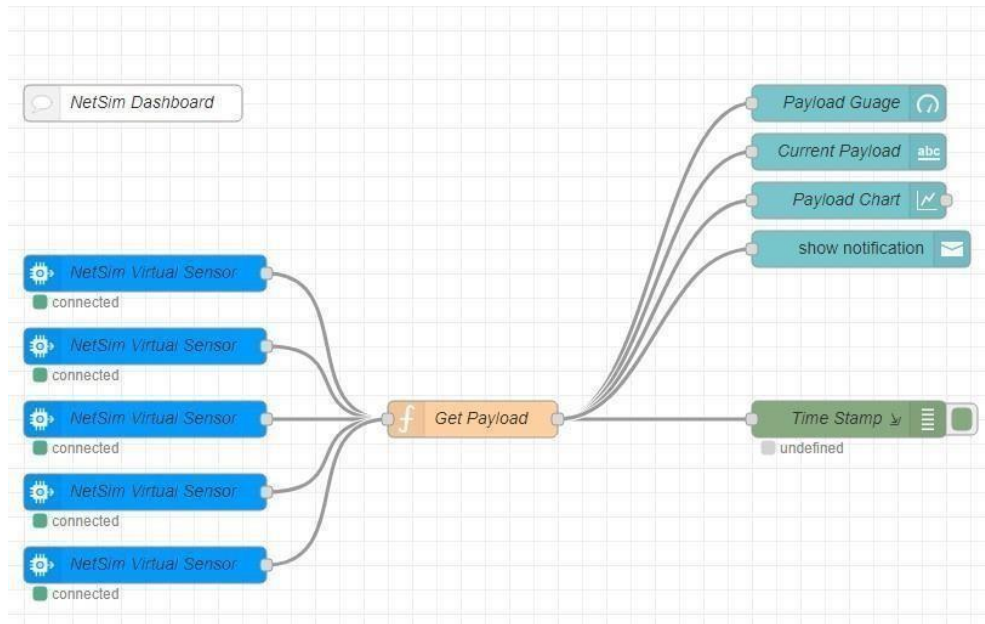 NetSim Dashboard
Payload Guage
Current Payload
abc
Payload Chart
show notification
NetSim Virtual Sensor
connected
NetSim Virtual Sensor
connected
NetSim Virtual Sensor
connected
Get Payload
Time Stamp
undefined
NetSim Virtual Sensor
connected
NetSim Virtual Sensor
connected